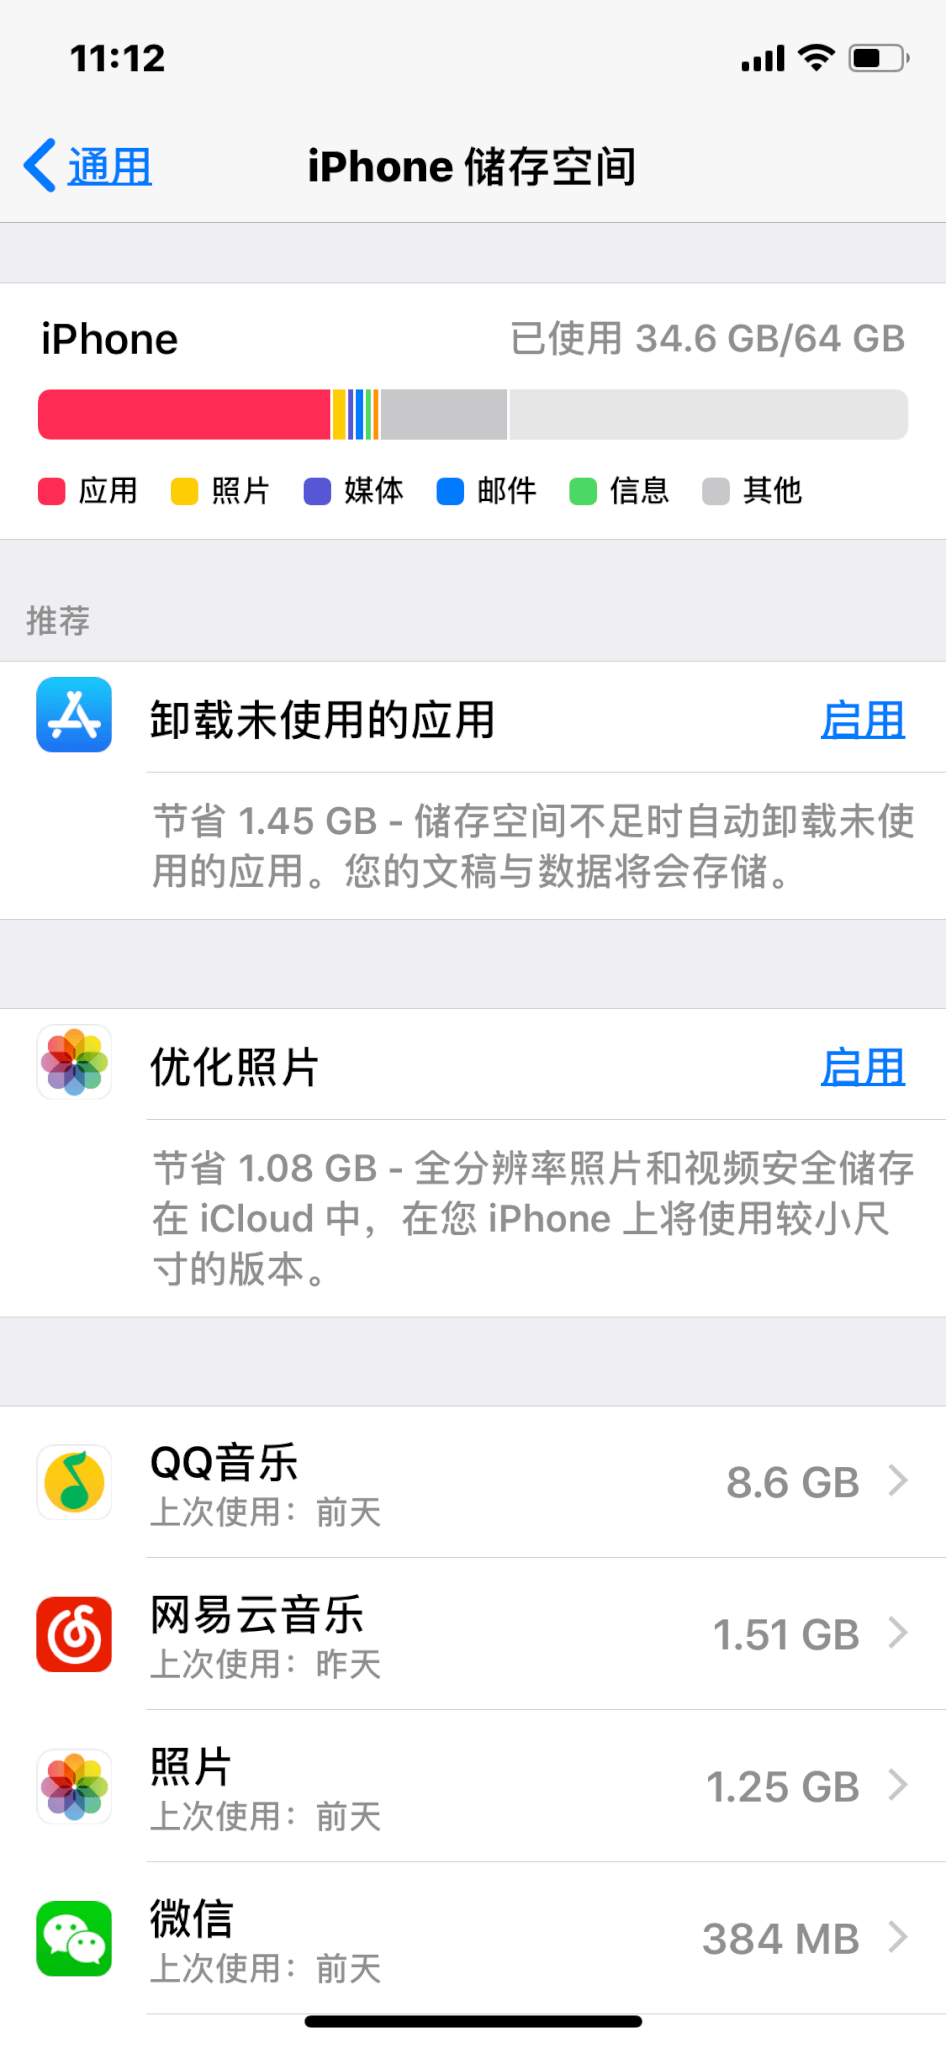 11:12
通用
iPhone 储存空间
iPhone
已使用 34.6 GB/64 GB
应用 照片 媒体 邮件 信息 其他
推荐
卸载未使用的应用
启用
节省 1.45 GB - 储存空间不足时自动卸载未使
用的应用。您的文稿与数据将会存储。
优化照片
启用
节省 1.08 GB - 全分辨率照片和视频安全储存
在 iCloud 中，在您 iPhone 上将使用较小尺
寸的版本。
QQ音乐
上次使用：前天
8.6 GB
网易云音乐
上次使用：昨天
1.51 GB
照片
上次使用：前天
1.25 GB
微信
上次使用：前天
384 MB